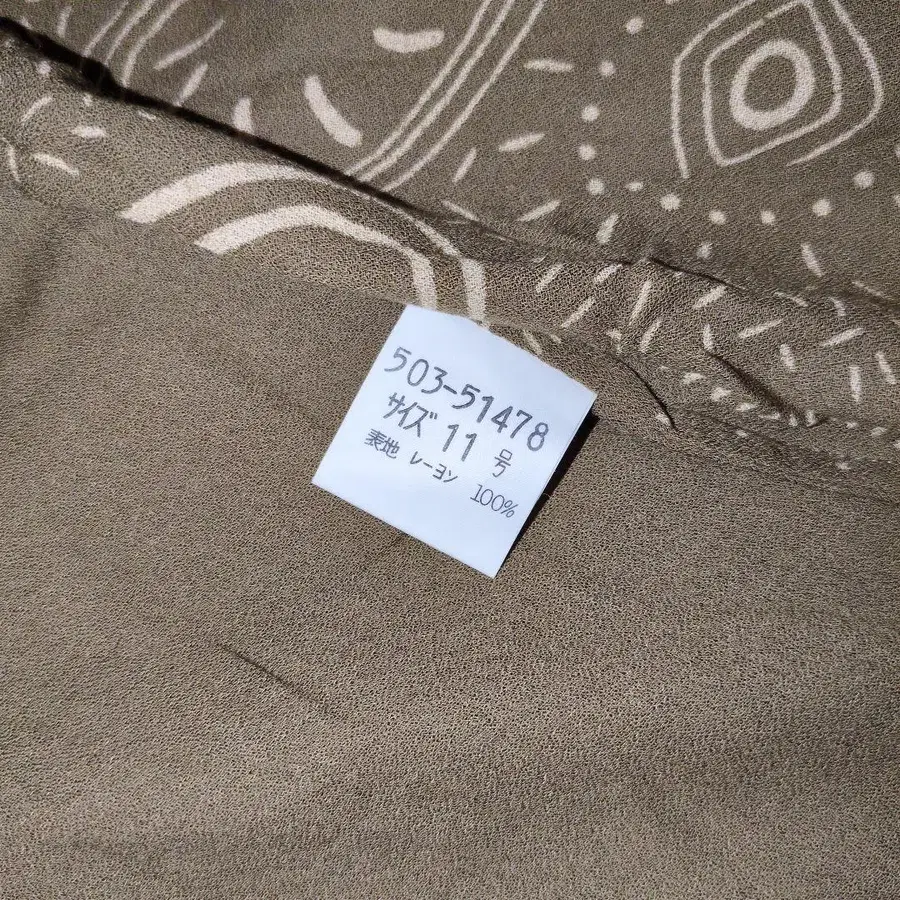 503-51478
サイズ 11 号
表地 レーヨン 100%